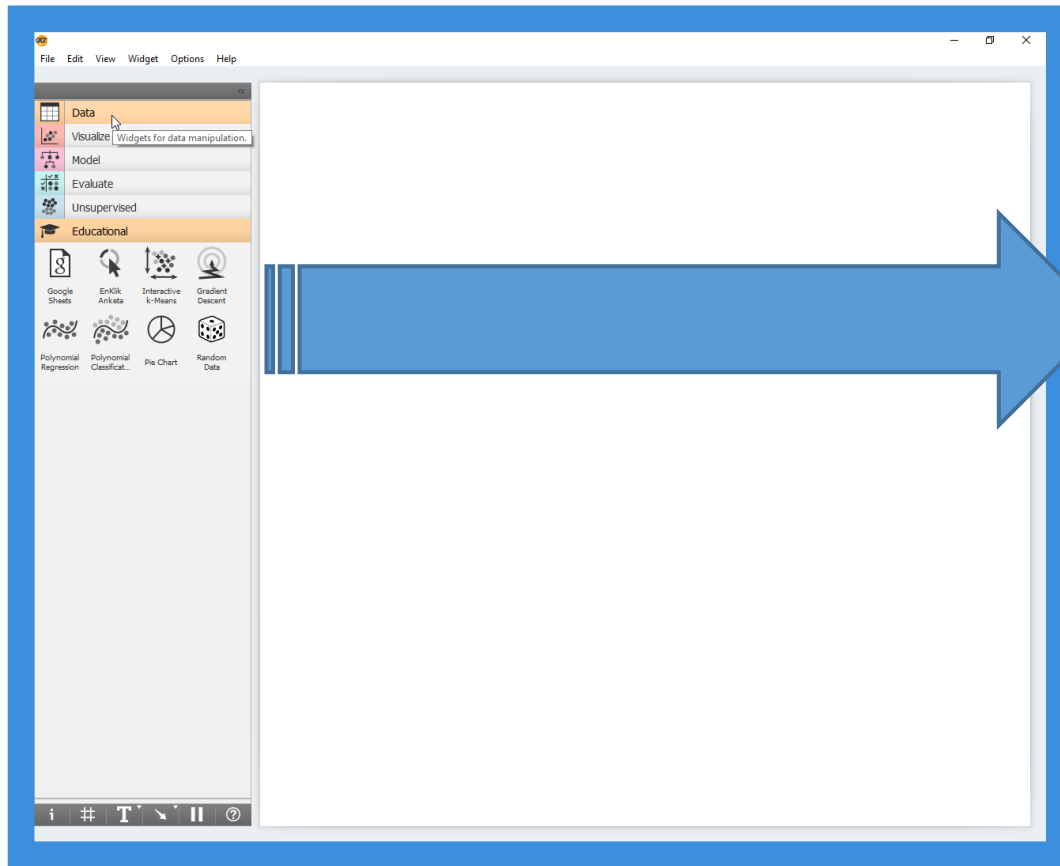 File Edit View Widget Options Help
Data
Visualize
Widgets for data manipulation.
Model
Evaluate
Unsupervised
Educational
Google
Sheets
EnKlik
Anketa
Interactive
k-Means
Gradient
Descent
Polynomial
Regression
Polynomial
Classificat...
Pie Chart
Random
Data